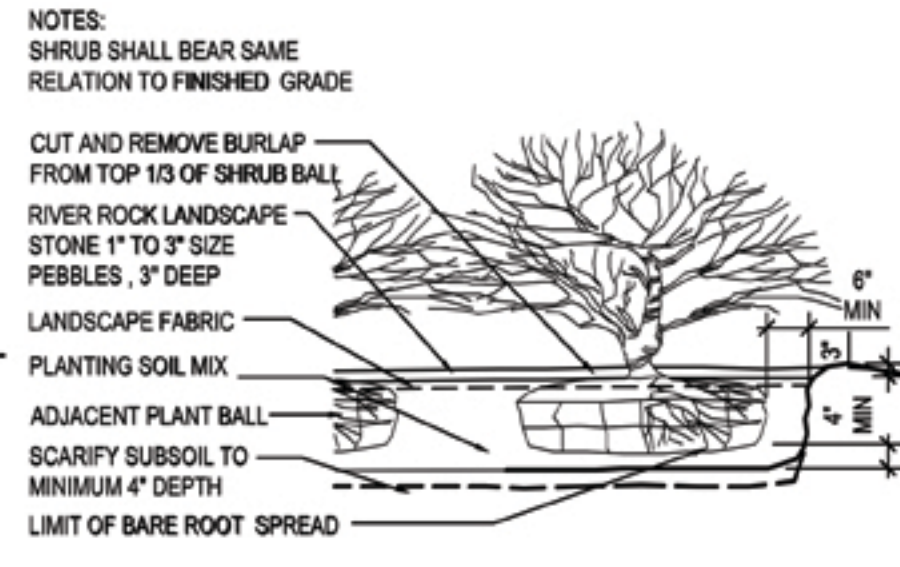 NOTES:
SHRUB SHALL BEAR SAME
RELATION TO FINISHED GRADE
CUT AND REMOVE BURLAP
FROM TOP 1/3 OF SHRUB BALL
RIVER ROCK LANDSCAPE
STONE 1" TO 3" SIZE
PEBBLES , 3" DEEP
LANDSCAPE FABRIC
PLANTING SOIL MIX
ADJACENT PLANT BALL
SCARIFY SUBSOIL TO
MINIMUM 4" DEPTH
LIMIT OF BARE ROOT SPREAD
6"
MIN
3"
4"
MIN